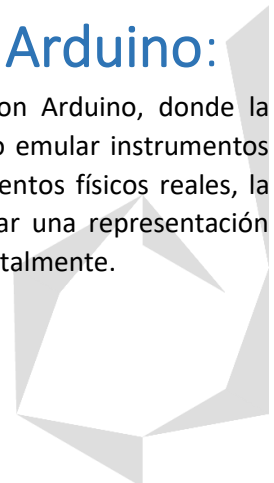 Arduino:
on Arduino, donde la
o emular instrumentos
entos físicos reales, la
ar una representación
talmente.